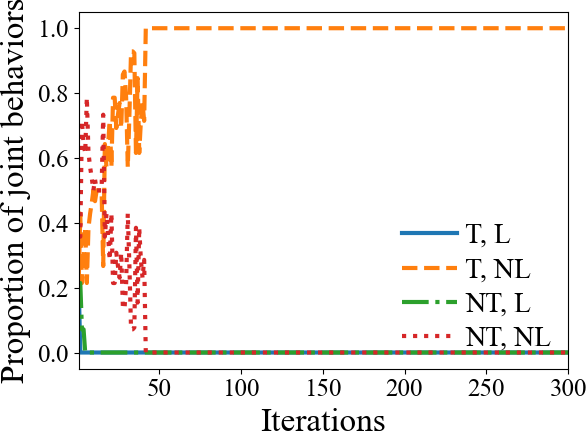 Proportion of joint behaviors
1.0
0.8
0.6
0.4
0.2
0.0
T, L
T, NL
NT, L
NT, NL
50 100 150 200 250 300
Iterations